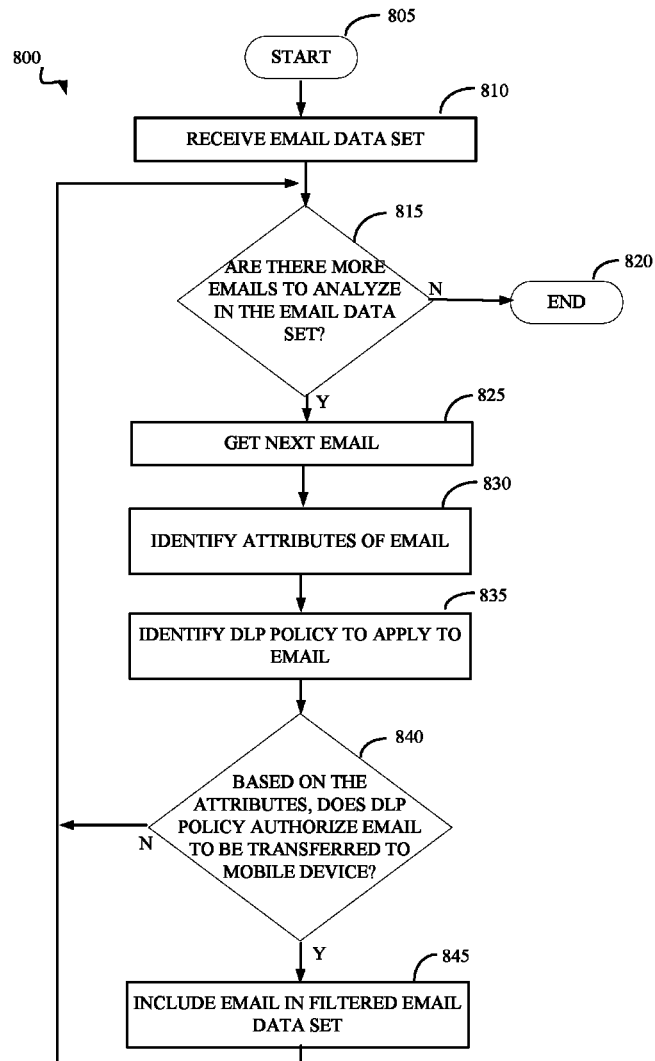 805
START
800
810
RECEIVE EMAIL DATA SET
815
ARE THERE MORE
EMAILS TO ANALYZE
IN THE EMAIL DATA
SET?
N
820
END
Y
825
GET NEXT EMAIL
830
IDENTIFY ATTRIBUTES OF EMAIL
835
IDENTIFY DLP POLICY TO APPLY TO
EMAIL
840
BASED ON THE
ATTRIBUTES, DOES DLP
POLICY AUTHORIZE EMAIL
TO BE TRANSFERRED TO
MOBILE DEVICE?
N
Y
845
INCLUDE EMAIL IN FILTERED EMAIL
DATA SET